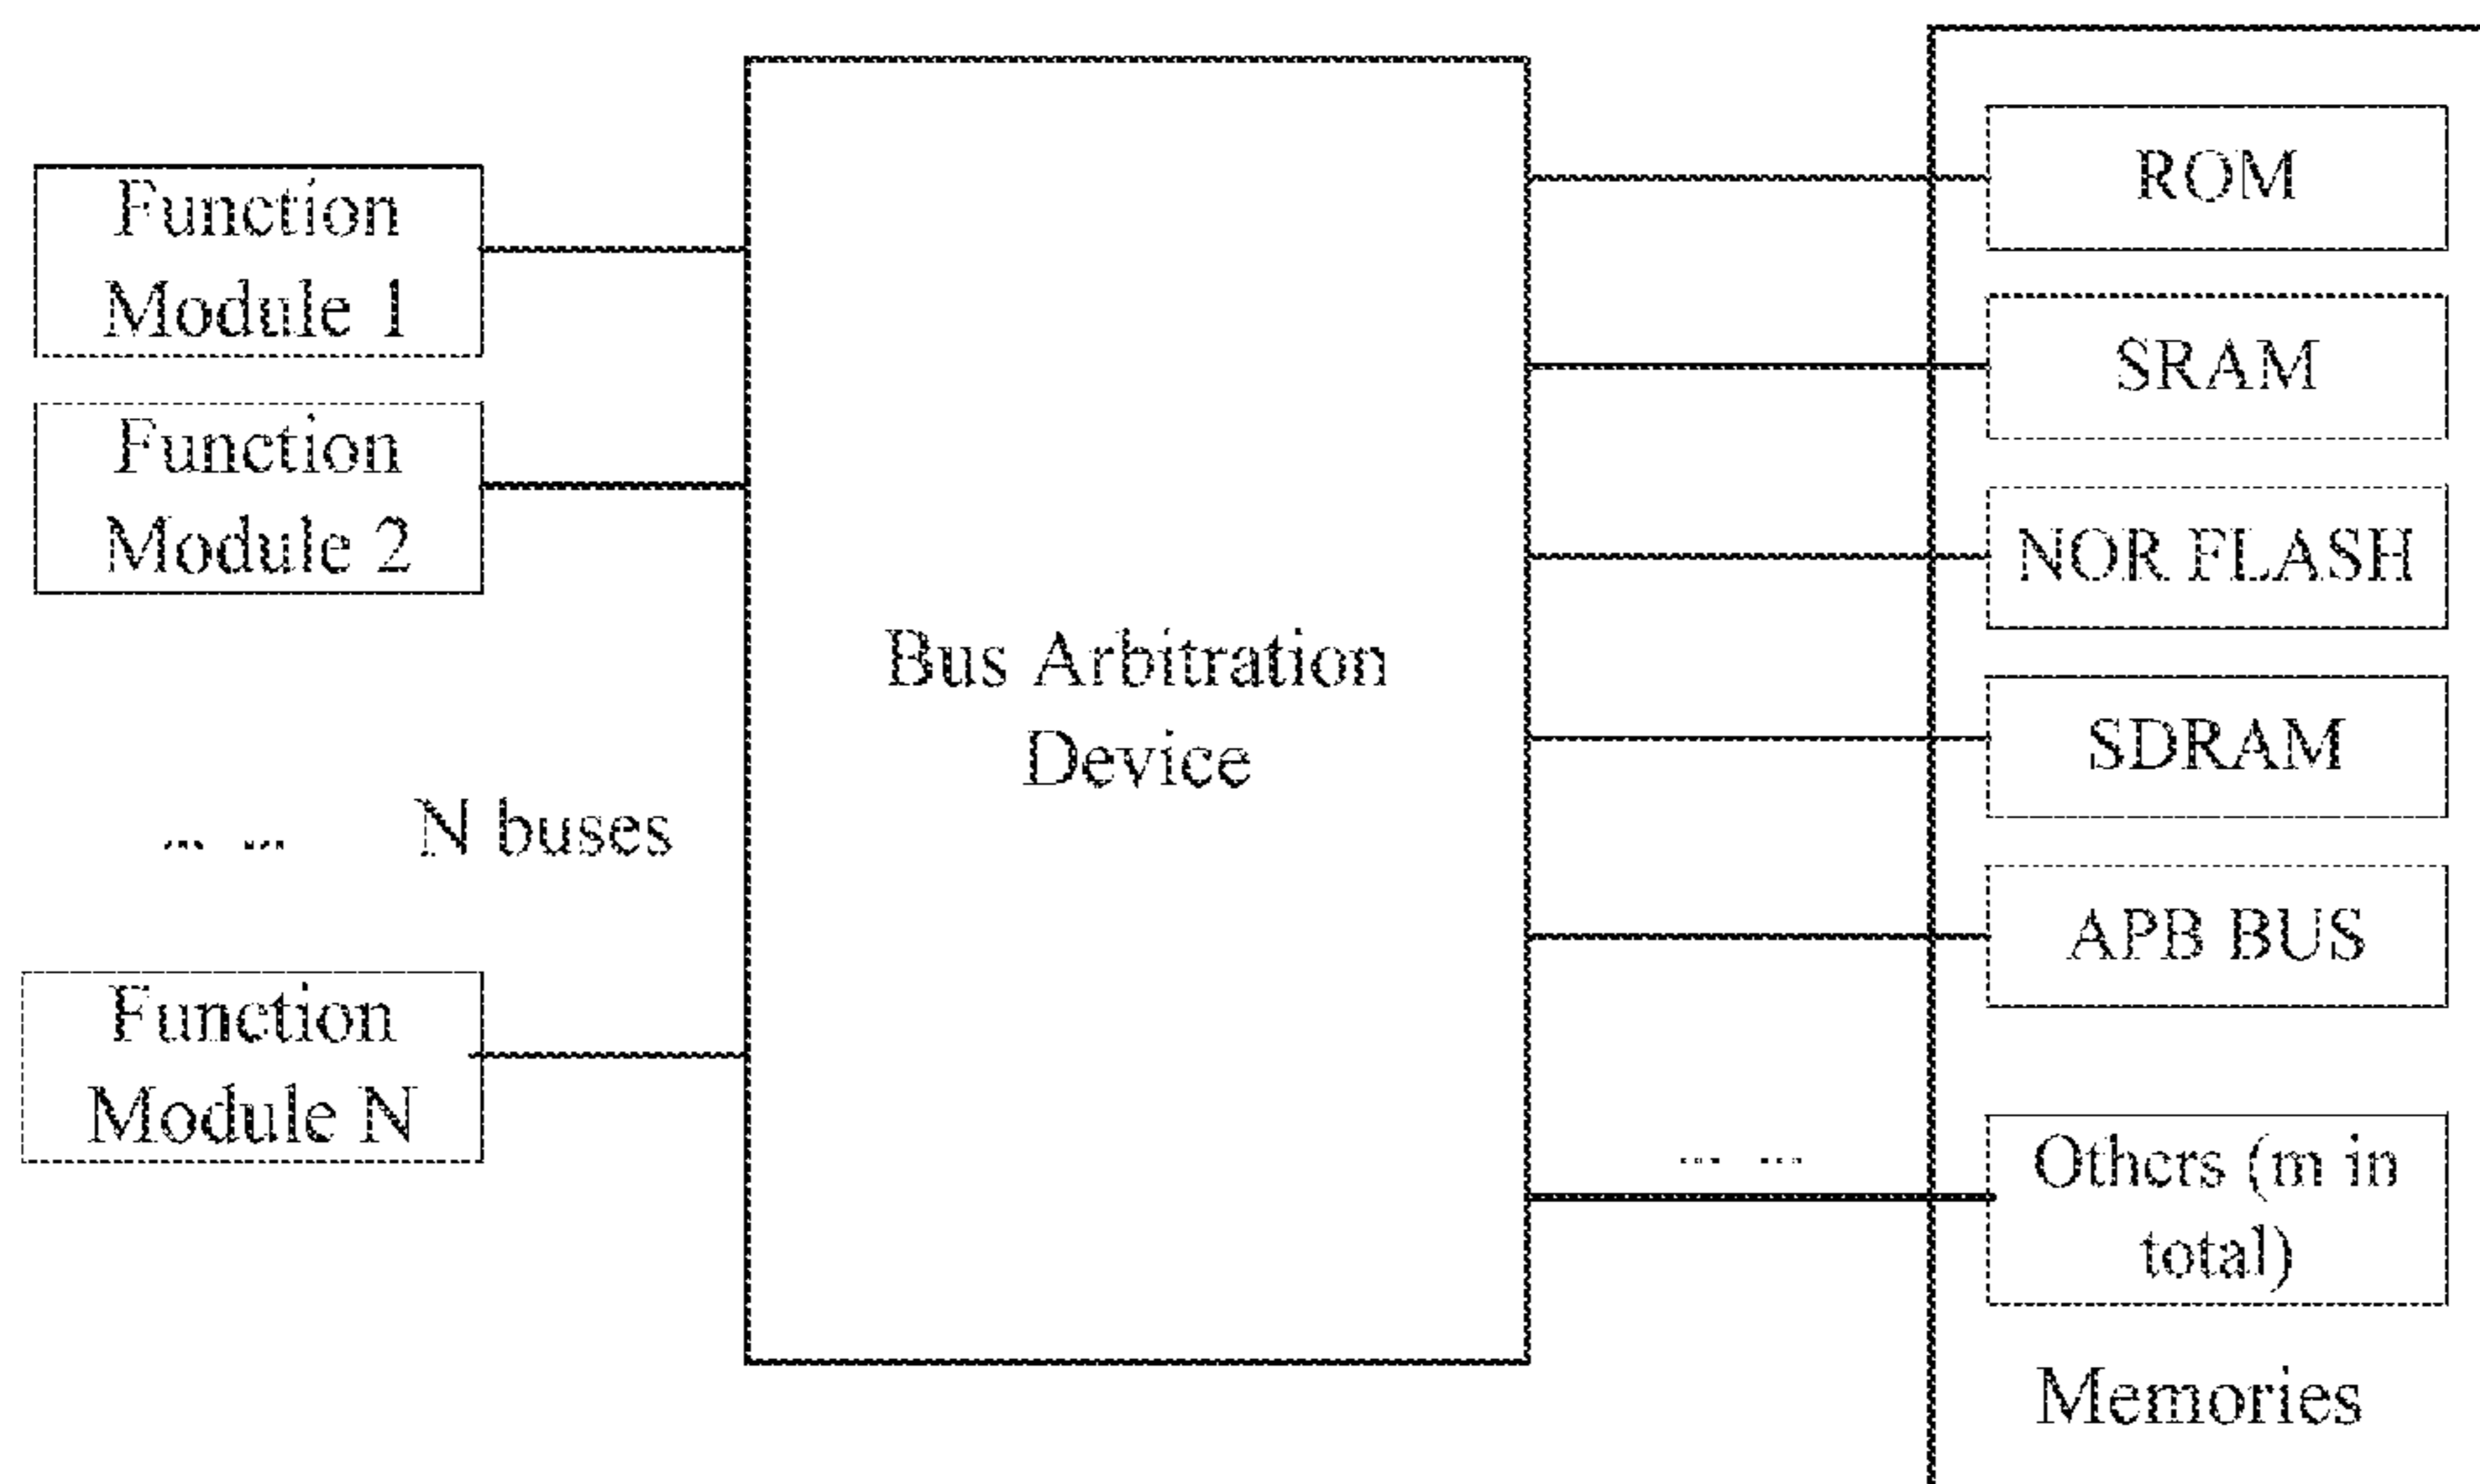 Function
Module 1
Function
Module 2
... ...
N buses
Function
Module N
Bus Arbitration
Device
ROM
SRAM
NOR FLASH
SDRAM
APB BUS
... ...
Others (m in
total)
Memories